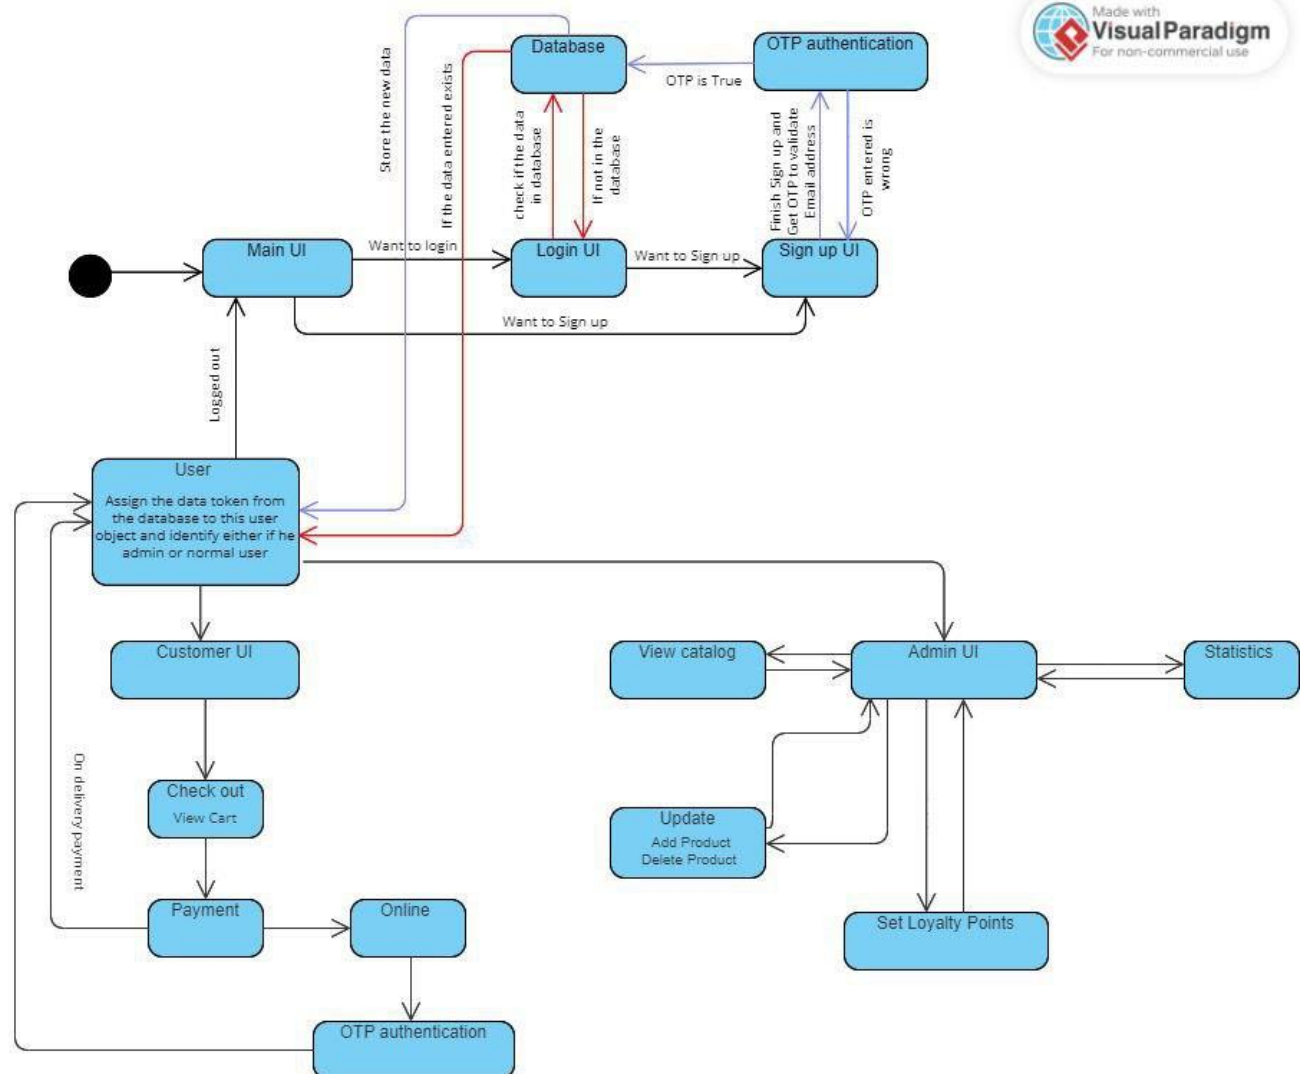 Made with
VisualParadigm
For non-commercial use
Database
OTP authentication
OTP is True
Store the new data
If the data entered exists
check if the data
in database
If not in the
database
Finish Sign up and
Get OTP to validate
Email address
OTP entered is
wrong
Main UI
Want to login
Login UI
Want to Sign up
Sign up UI
Want to Sign up
Logged out
User
Assign the data token from
the database to this user
object and identify either if he
admin or normal user
Customer UI
View catalog
Admin UI
Statistics
On delivery payment
Check out
View Cart
Update
Add Product
Delete Product
Payment
Online
Set Loyalty Points
OTP authentication